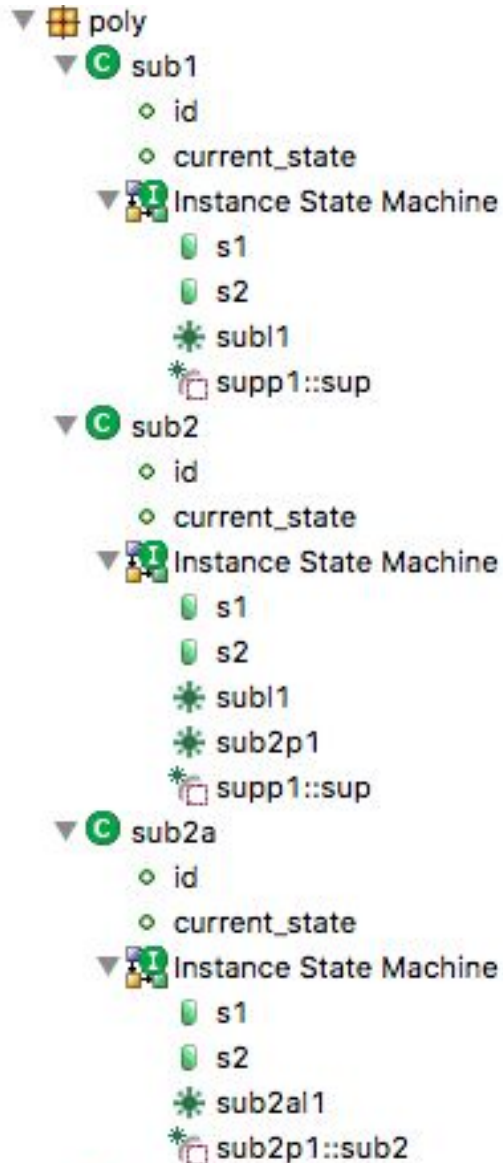 poly
C sub1
id
current_state
I Instance State Machine
s1
s2
subl1
supp1::sup
C sub2
id
current_state
I Instance State Machine
s1
s2
subl1
sub2p1
supp1::sup
C sub2a
id
current_state
I Instance State Machine
s1
s2
sub2al1
sub2p1::sub2